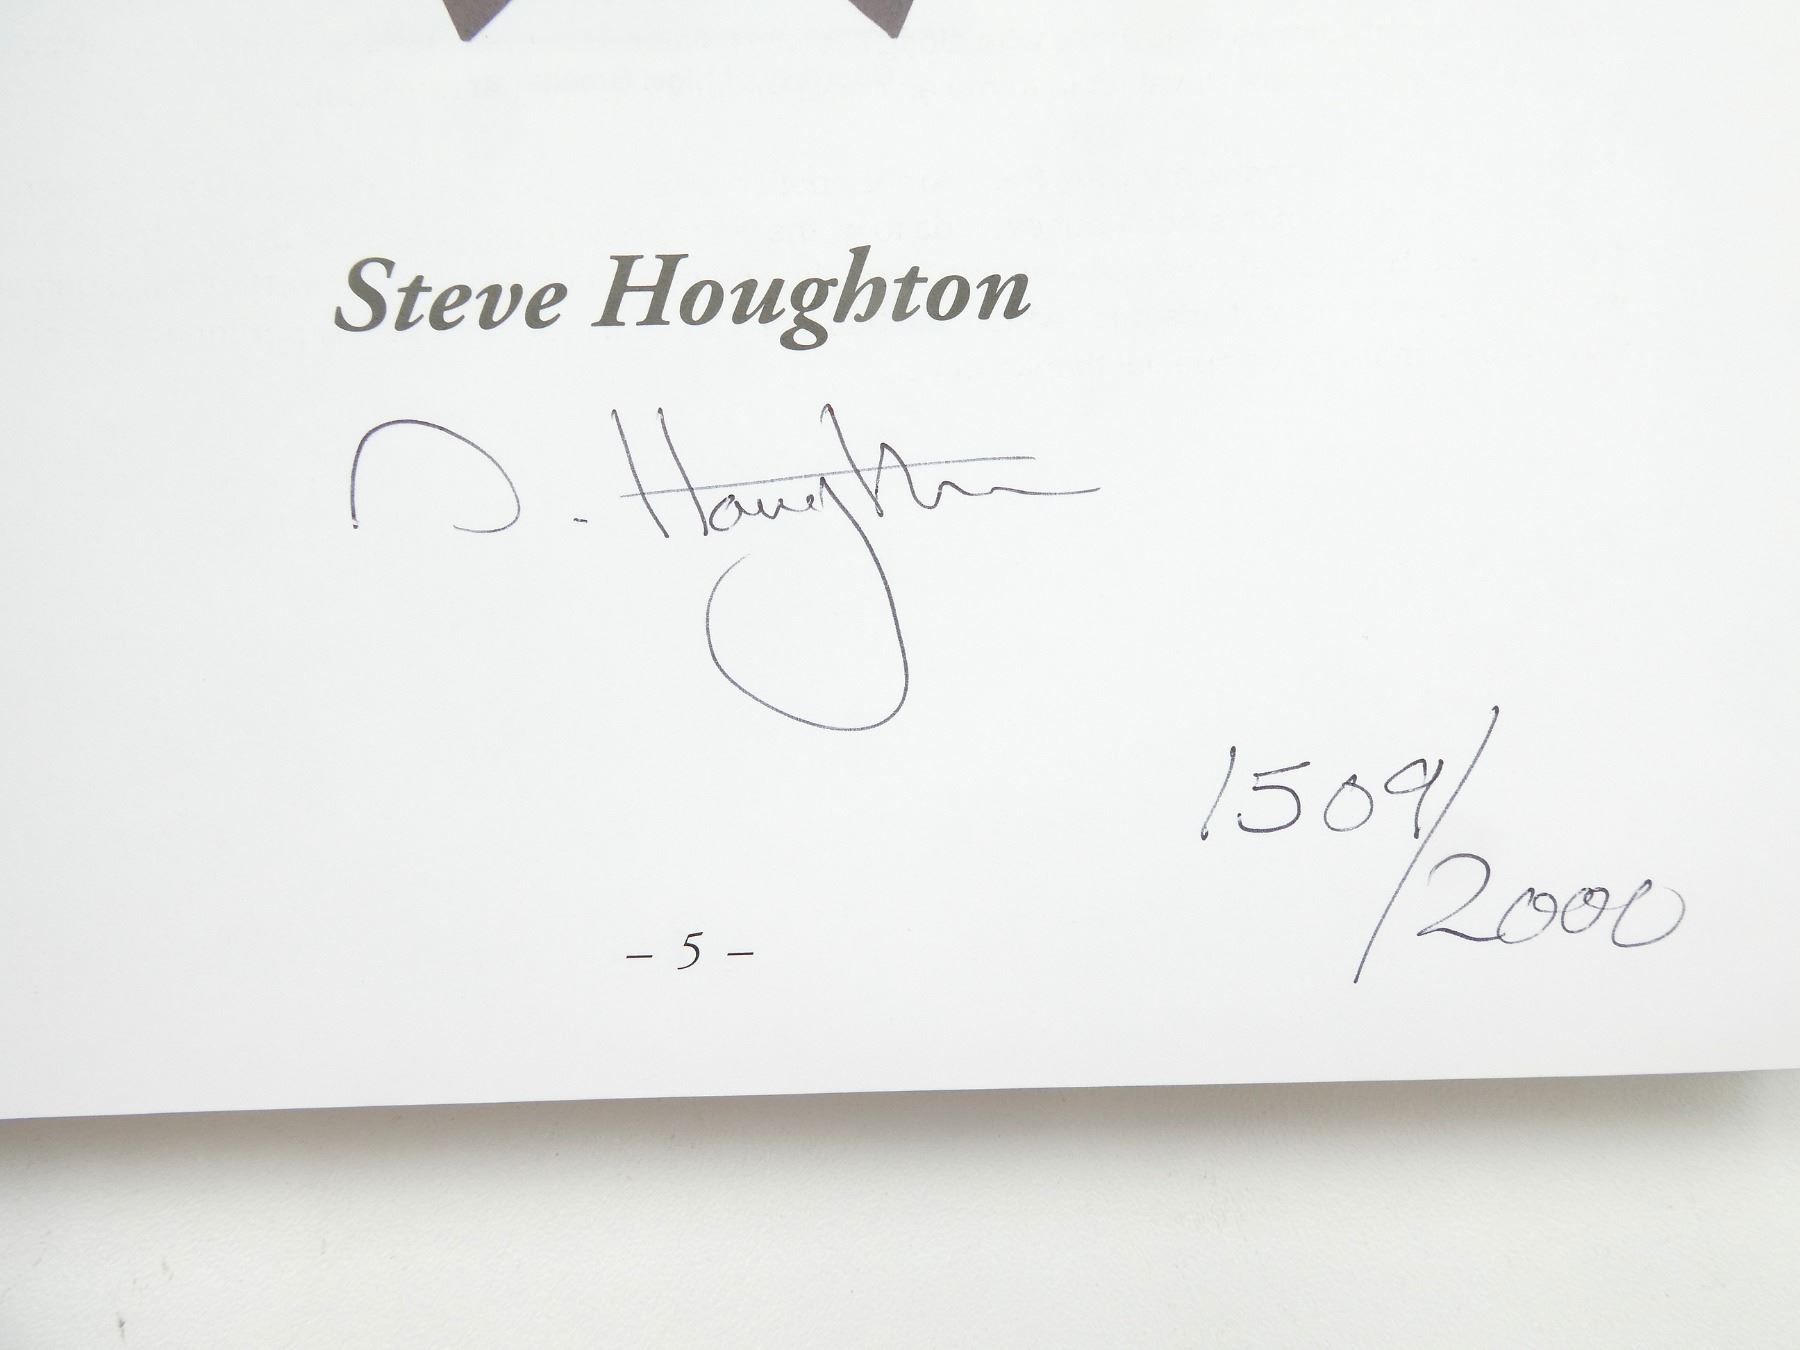 Steve Houghton
S. Houghton
1509/
2000
– 5 –